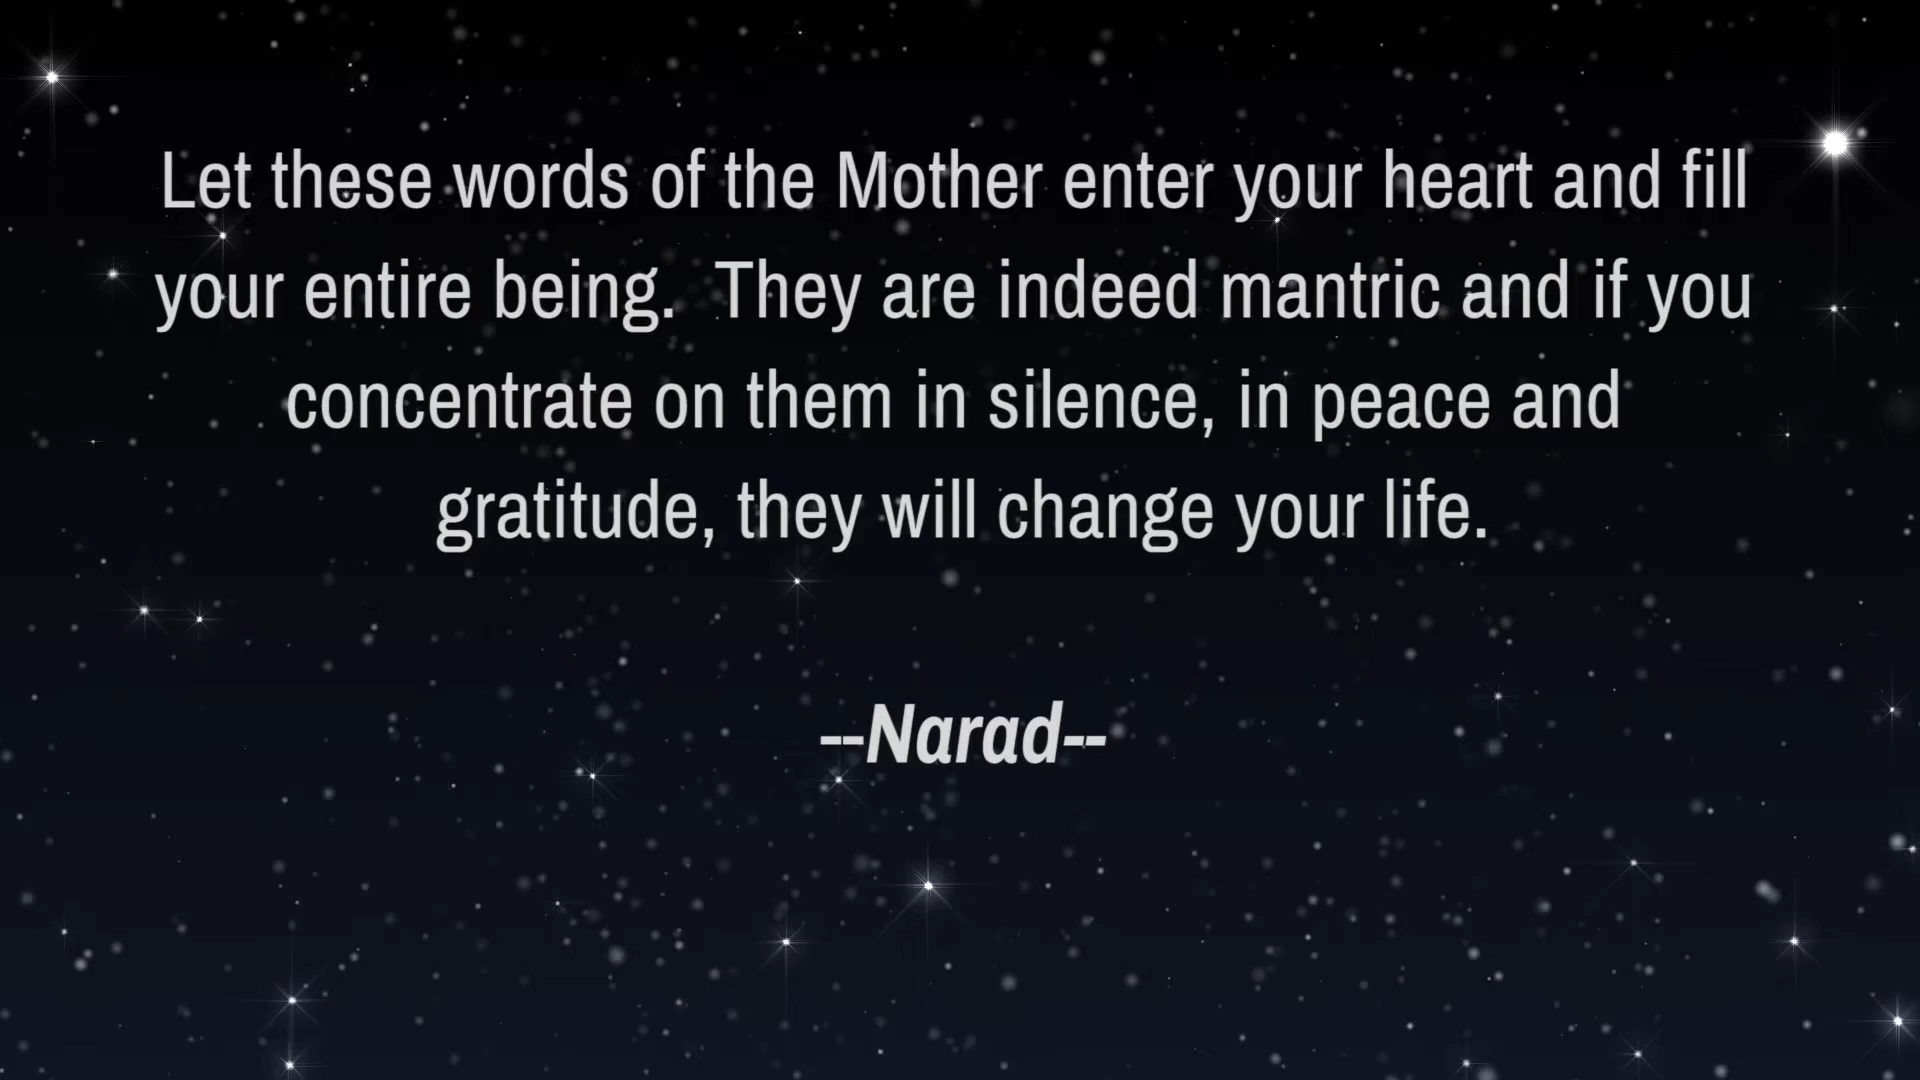 Let these words of the Mother enter your heart and fill
your entire being.  They are indeed mantric and if you
concentrate on them in silence, in peace and
gratitude, they will change your life.
--Narad--